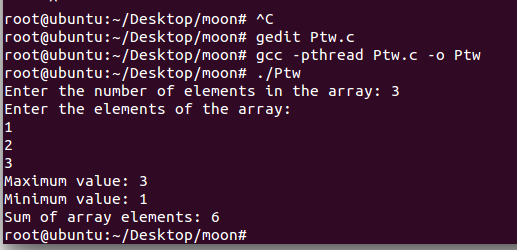 root@ubuntu:~/Desktop/moon# ^C
root@ubuntu:~/Desktop/moon# gedit Ptw.c
root@ubuntu:~/Desktop/moon# gcc -pthread Ptw.c -o Ptw
root@ubuntu:~/Desktop/moon# ./Ptw
Enter the number of elements in the array: 3
Enter the elements of the array:
1
2
3
Maximum value: 3
Minimum value: 1
Sum of array elements: 6
root@ubuntu:~/Desktop/moon#